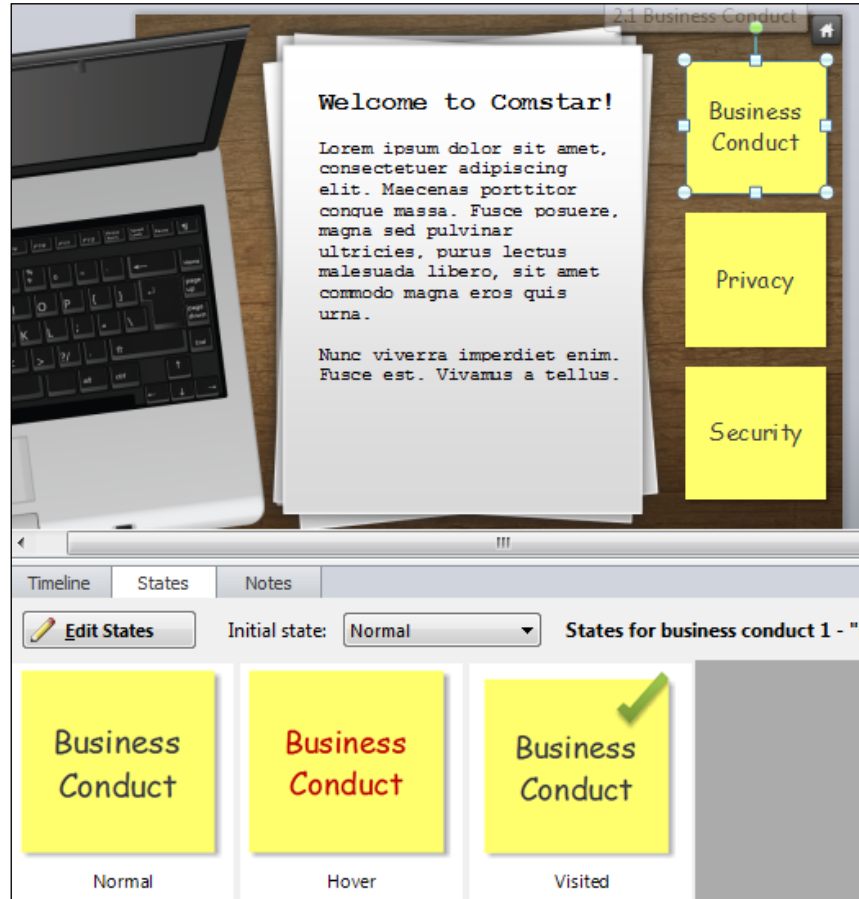 2.1 Business Conduct
Welcome to Comstar!
Lorem ipsum dolor sit amet,
consectetuer adipiscing
elit. Maecenas porttitor
congue massa. Fusce posuere,
magna sed pulvinar
ultricies, purus lectus
malesuada libero, sit amet
commodo magna eros quis
urna.
Nunc viverra imperdiet enim.
Fusce est. Vivamus a tellus.
Business
Conduct
Privacy
Security
Timeline States Notes
Edit States Initial state: Normal States for business conduct 1 - "
Business
Conduct
Normal
Business
Conduct
Hover
Business
Conduct
Visited